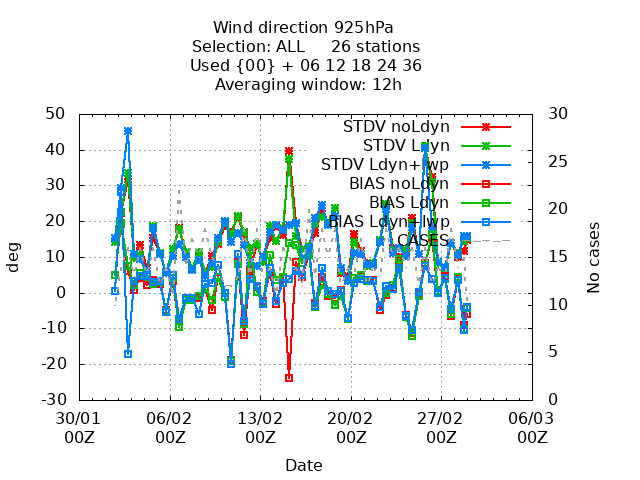 Wind direction 925hPa
Selection: ALL 26 stations
Used {00} + 06 12 18 24 36
Averaging window: 12h
50
40
30
20
10
0
-10
-20
-30
deg
30
25
20
15
10
5
0
No cases
STDV noLdyn
STDV Ldyn
STDV Ldyn+lwp
BIAS noLdyn
BIAS Ldyn
BIAS Ldyn+lwp
CASES
30/01 06/02 13/02 20/02 27/02 06/03
00Z 00Z 00Z 00Z 00Z 00Z
Date